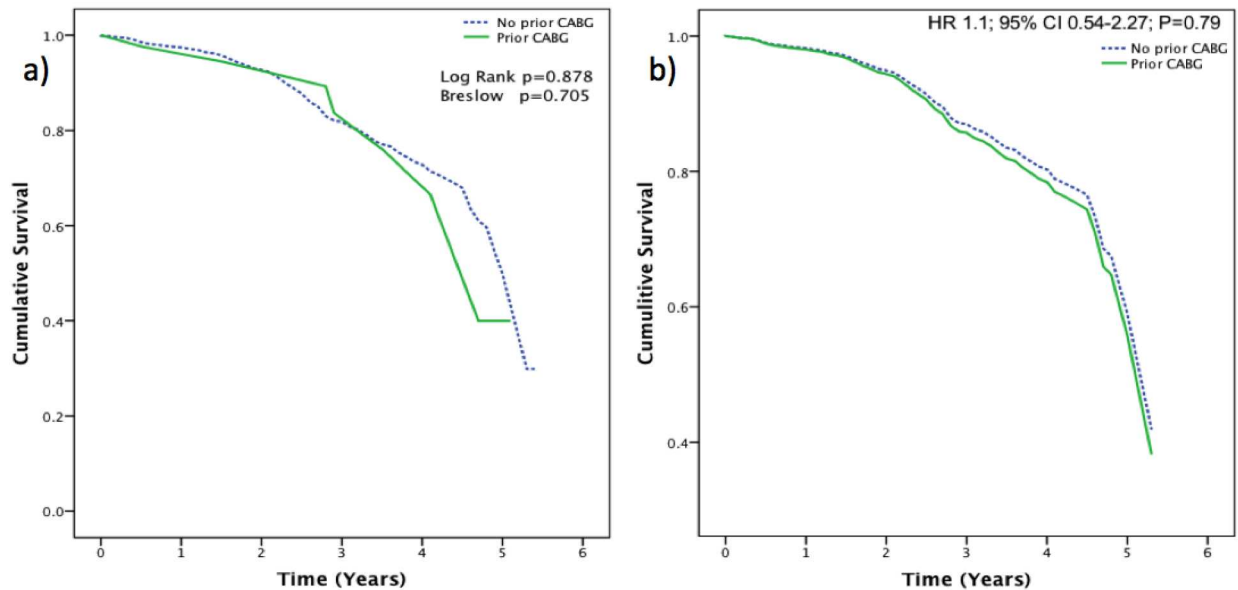 a)
No prior CABG
Prior CABG
Log Rank p=0.878
Breslow p=0.705
Cumulative Survival
1.0
0.8
0.6
0.4
0.2
0.0
0 1 2 3 4 5 6
Time (Years)
b)
HR 1.1; 95% CI 0.54-2.27; P=0.79
No prior CABG
Prior CABG
Cumulitive Survival
1.0
0.8
0.6
0.4
0 1 2 3 4 5 6
Time (Years)